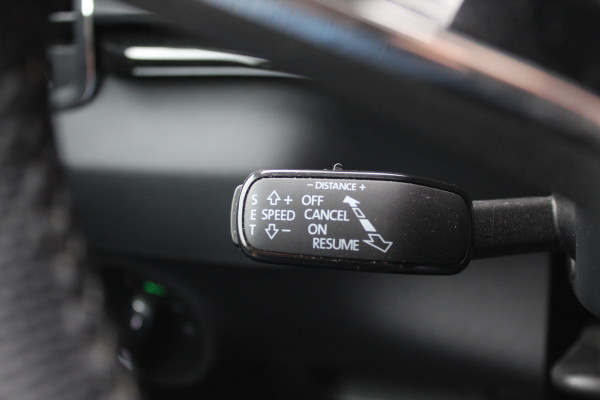 - DISTANCE +
S + OFF
E SPEED CANCEL
T - ON
RESUME